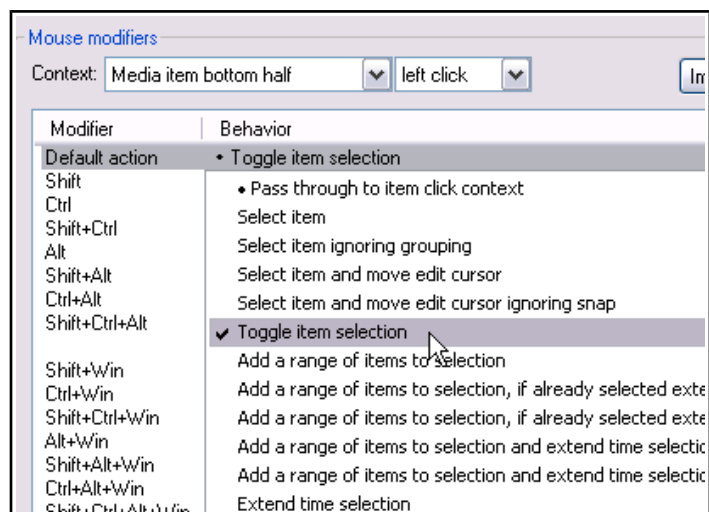 Mouse modifiers
Context: Media item bottom half left click
Modifier Behavior
Default action • Toggle item selection
Shift
Ctrl
Shift+Ctrl
Alt
Shift+Alt
Ctrl+Alt
Shift+Ctrl+Alt
Shift+Win
Ctrl+Win
Shift+Ctrl+Win
Alt+Win
Shift+Alt+Win
Ctrl+Alt+Win
Shift+Ctrl+Alt+Win
• Pass through to item click context
Select item
Select item ignoring grouping
Select item and move edit cursor
Select item and move edit cursor ignoring snap
✔ Toggle item selection
Add a range of items to selection
Add a range of items to selection, if already selected exte
Add a range of items to selection, if already selected exte
Add a range of items to selection and extend time selectic
Add a range of items to selection and extend time selectic
Extend time selection